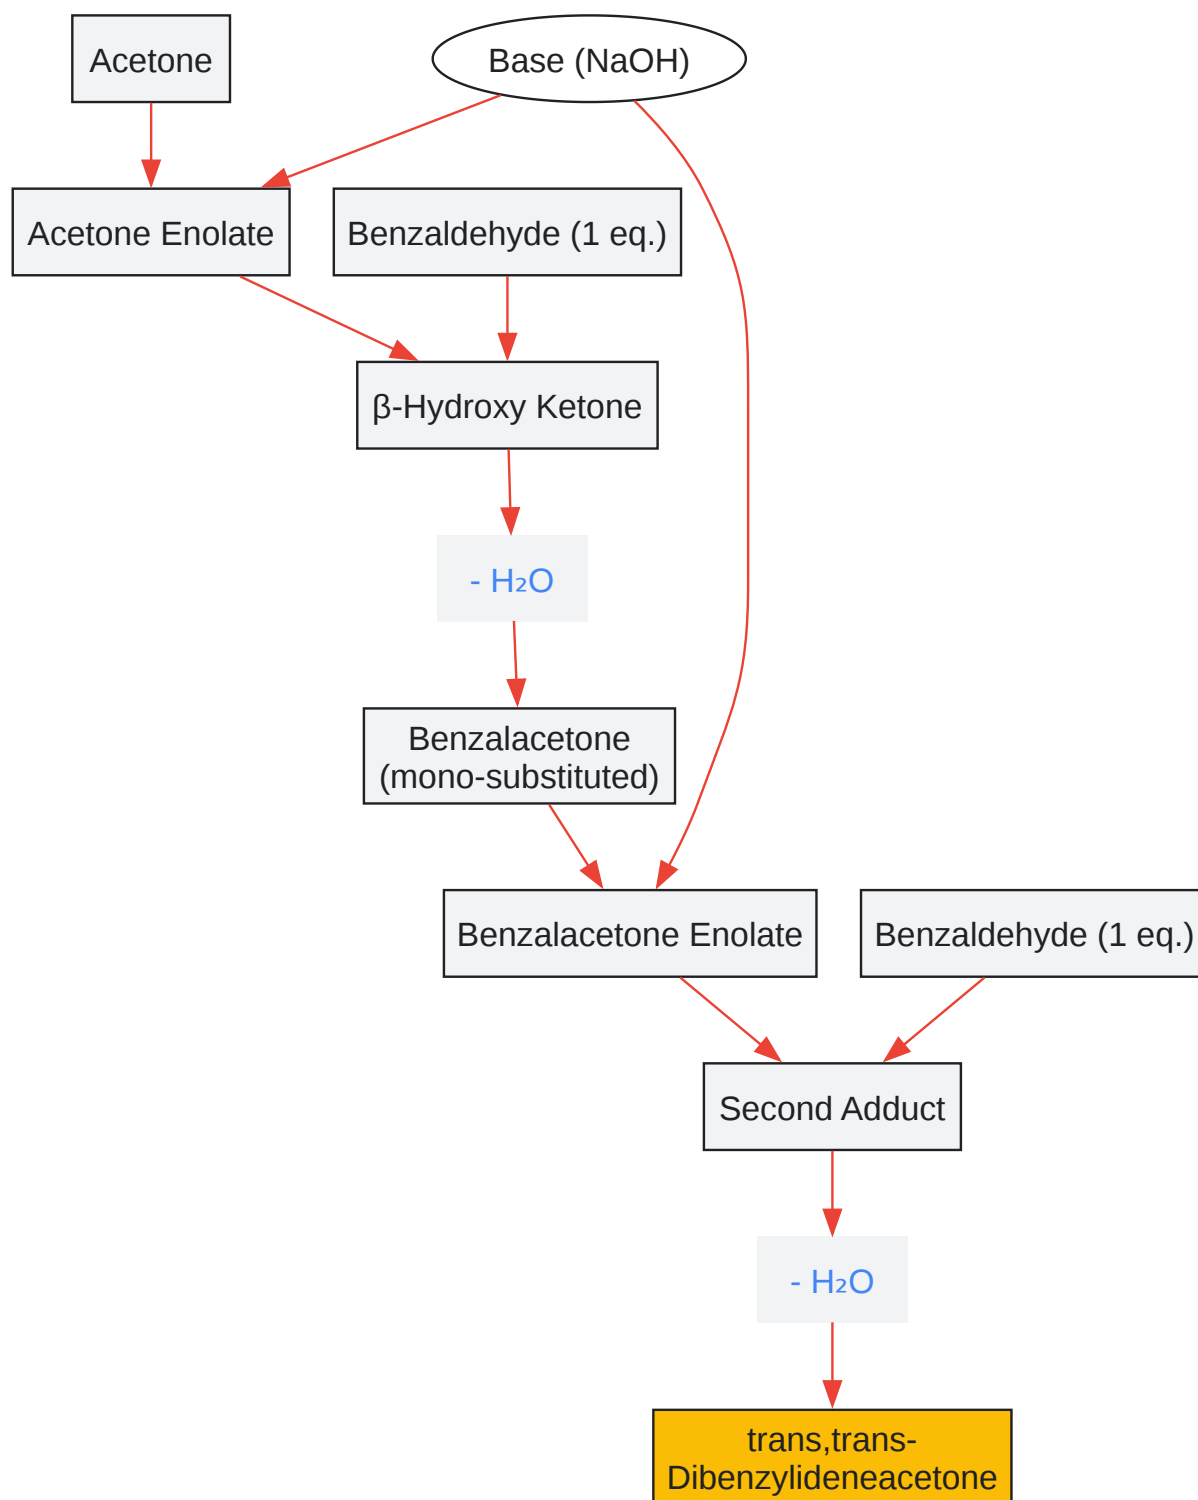 Acetone
Base (NaOH)
Acetone Enolate
Benzaldehyde (1 eq.)
β-Hydroxy Ketone
- H₂O
Benzalacetone
(mono-substituted)
Benzalacetone Enolate
Benzaldehyde (1 eq.)
Second Adduct
- H₂O
trans,trans-
Dibenzylideneacetone